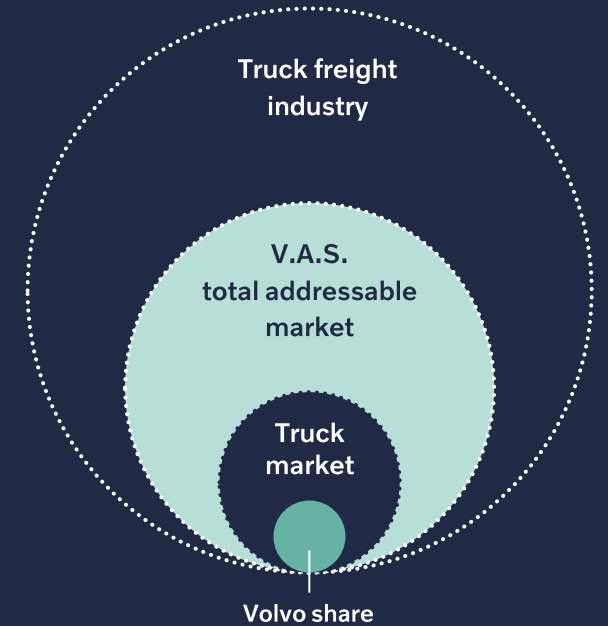 Truck freight
industry
V.A.S.
total addressable
market
Truck
market
Volvo share